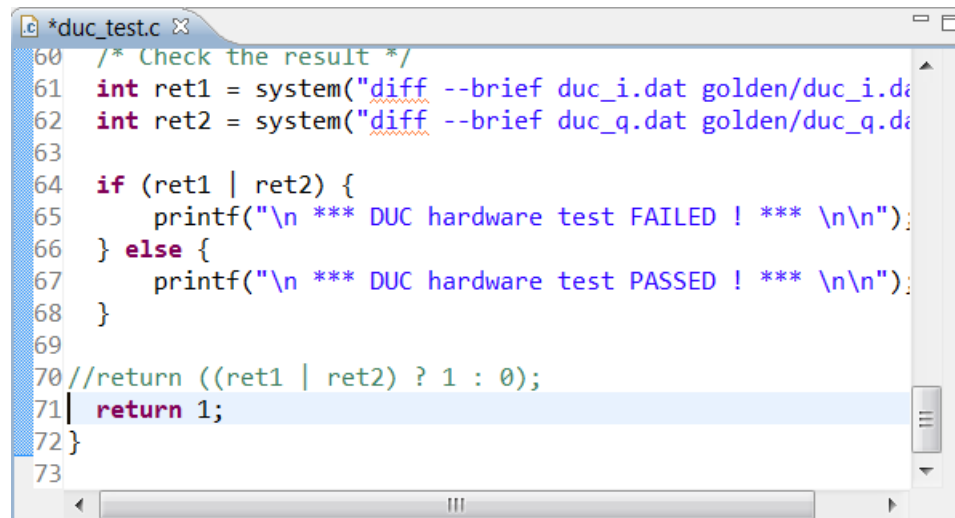 *duc_test.c
60 /* Check the result */
61 int ret1 = system("diff --brief duc_i.dat golden/duc_i.da
62 int ret2 = system("diff --brief duc_q.dat golden/duc_q.da
63
64 if (ret1 | ret2) {
65 printf("\n *** DUC hardware test FAILED ! *** \n\n");
66 } else {
67 printf("\n *** DUC hardware test PASSED ! *** \n\n");
68 }
69
70 //return ((ret1 | ret2) ? 1 : 0);
71 return 1;
72 }
73